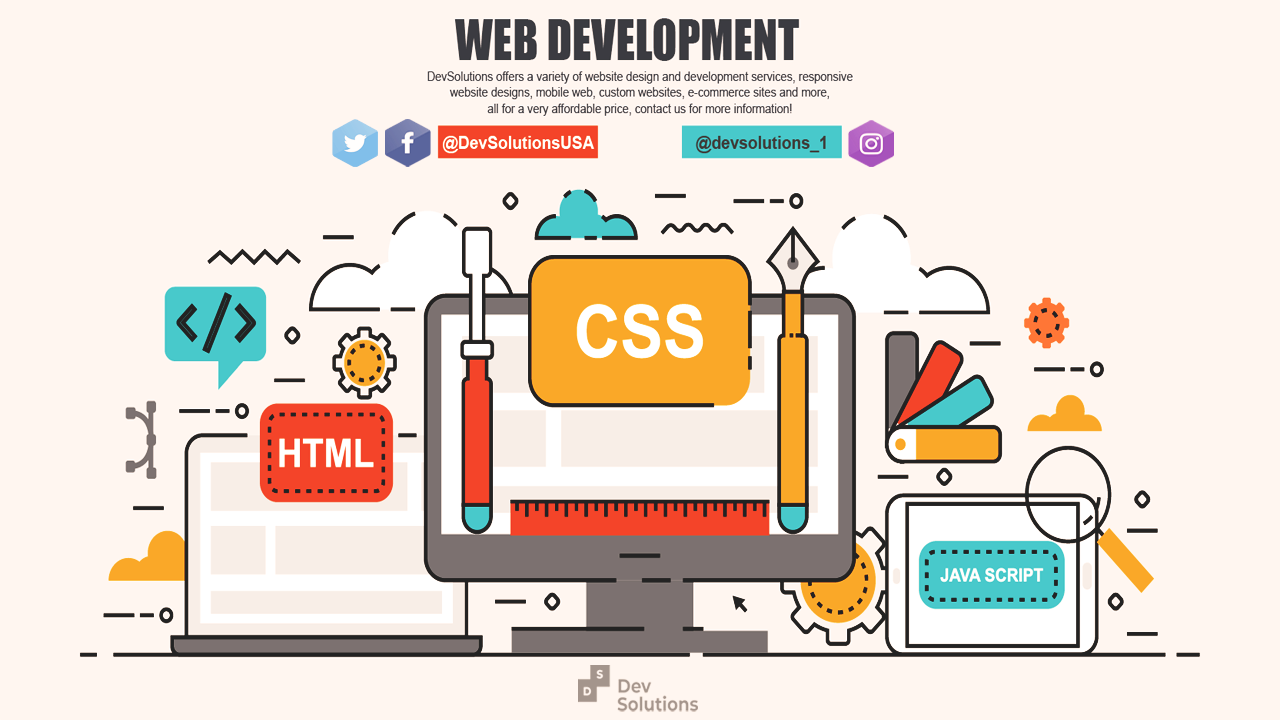 WEB DEVELOPMENT
DevSolutions offers a variety of website design and development services, responsive
website designs, mobile web, custom websites, e-commerce sites and more,
all for a very affordable price, contact us for more information!
@DevSolutionsUSA
@devsolutions_1
CSS
</>
HTML
JAVA SCRIPT
S
D
Dev
Solutions